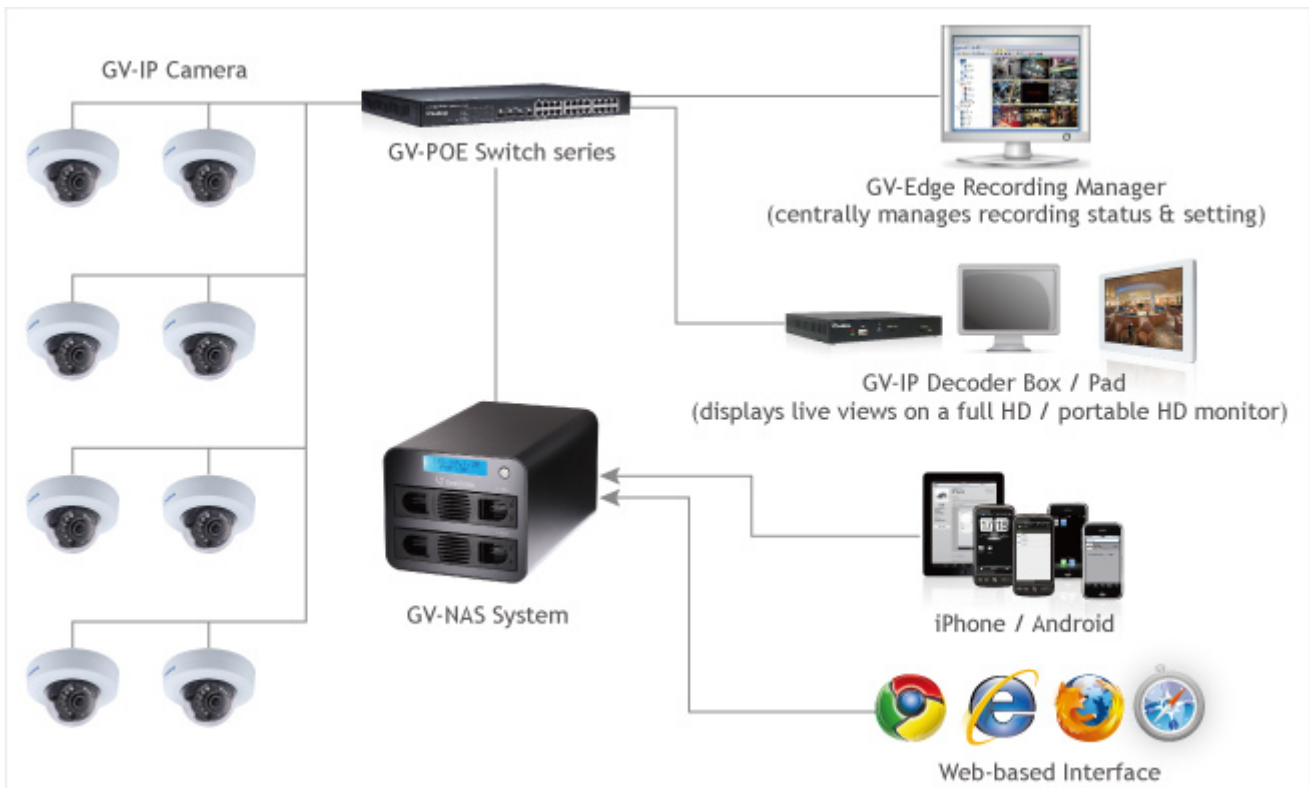 GV-IP Camera
GV-POE Switch series
GV-Edge Recording Manager
(centrally manages recording status & setting)
GV-IP Decoder Box / Pad
(displays live views on a full HD / portable HD monitor)
GV-NAS System
iPhone / Android
Web-based Interface